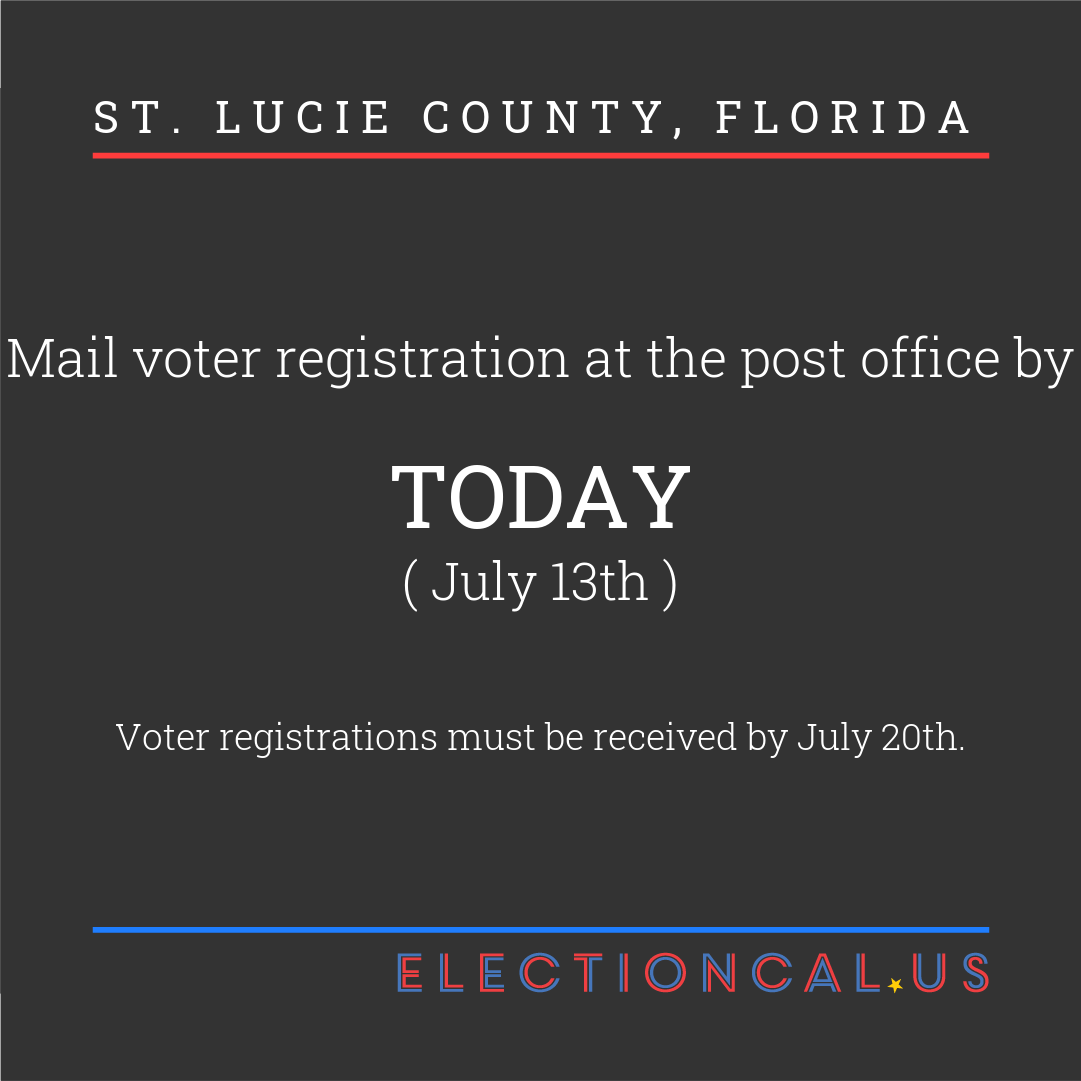 ST. LUCIE COUNTY, FLORIDA
Mail voter registration at the post office by
TODAY
( July 13th )
Voter registrations must be received by July 20th.
ELECTIONCAL.US